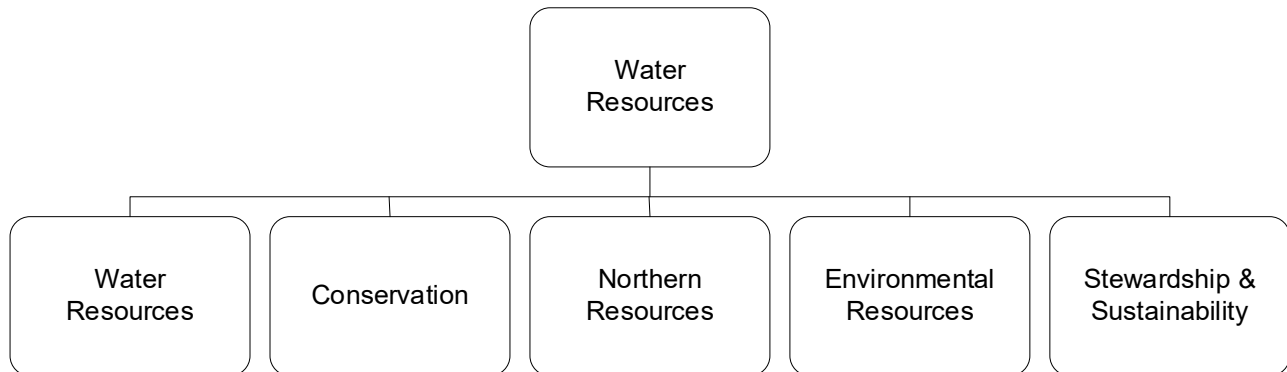 Water
Resources
Water
Resources
Conservation
Northern
Resources
Environmental
Resources
Stewardship &
Sustainability